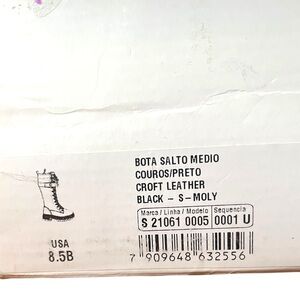 BOTA SALTO MEDIO
COUROS/PRETO
CROFT LEATHER
BLACK - S-MOLY
Marca / Linha / Modelo Sequencia
S 21061 0005 0001 U
USA
8.5B
7 909648 632556